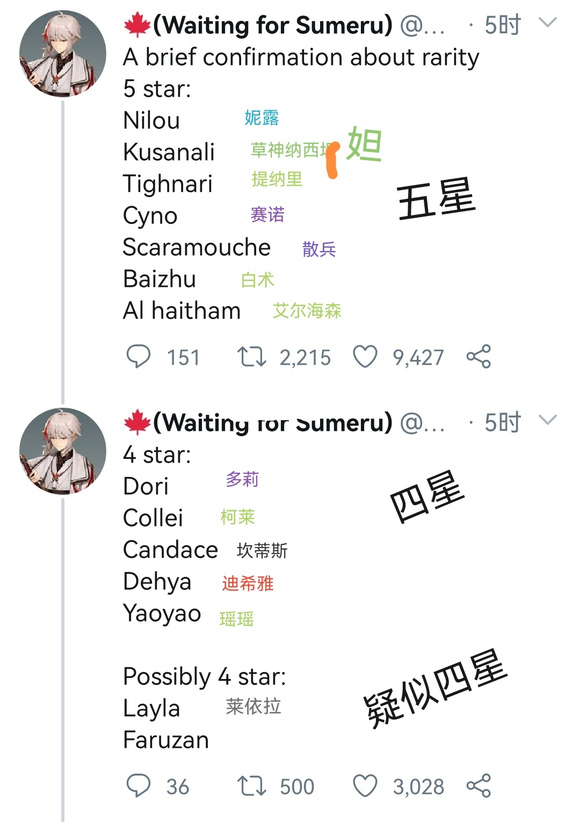 🍁(Waiting for Sumeru) @... · 5时
A brief confirmation about rarity
5 star:
Nilou 妮露
Kusanali 草神纳西妲 妲
Tighnari 提纳里
五星
Cyno 赛诺
Scaramouche 散兵
Baizhu 白术
Al haitham 艾尔海森
151 2,215 9,427
🍁(Waiting for Sumeru) @... · 5时
4 star:
Dori 多莉
四星
Collei 柯莱
Candace 坎蒂斯
Dehya 迪希雅
Yaoyao 瑶瑶
Possibly 4 star:
疑似四星
Layla 莱依拉
Faruzan
36 500 3,028